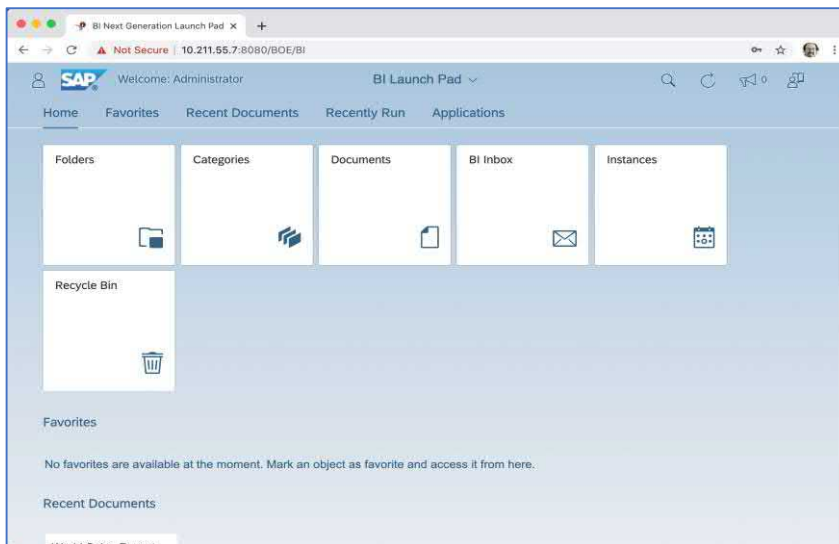 BI Next Generation Launch Pad
Not Secure 10.211.55.7:8080/BOE/BI
SAP Welcome: Administrator BI Launch Pad 0
Home Favorites Recent Documents Recently Run Applications
Folders Categories Documents BI Inbox Instances
Recycle Bin
Favorites
No favorites are available at the moment. Mark an object as favorite and access it from here.
Recent Documents